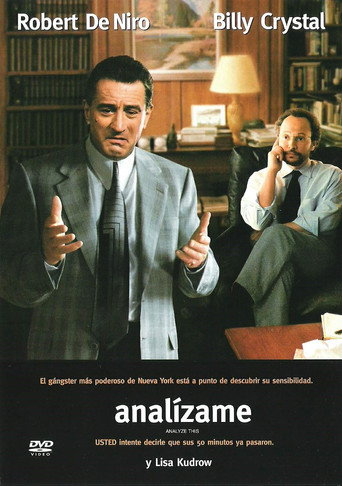 Robert De Niro Billy Crystal
El gángster más poderoso de Nueva York está a punto de descubrir su sensibilidad.
analízame
ANALYZE THIS
USTED intente decirle que sus 50 minutos ya pasaron.
DVD
VIDEO
y Lisa Kudrow